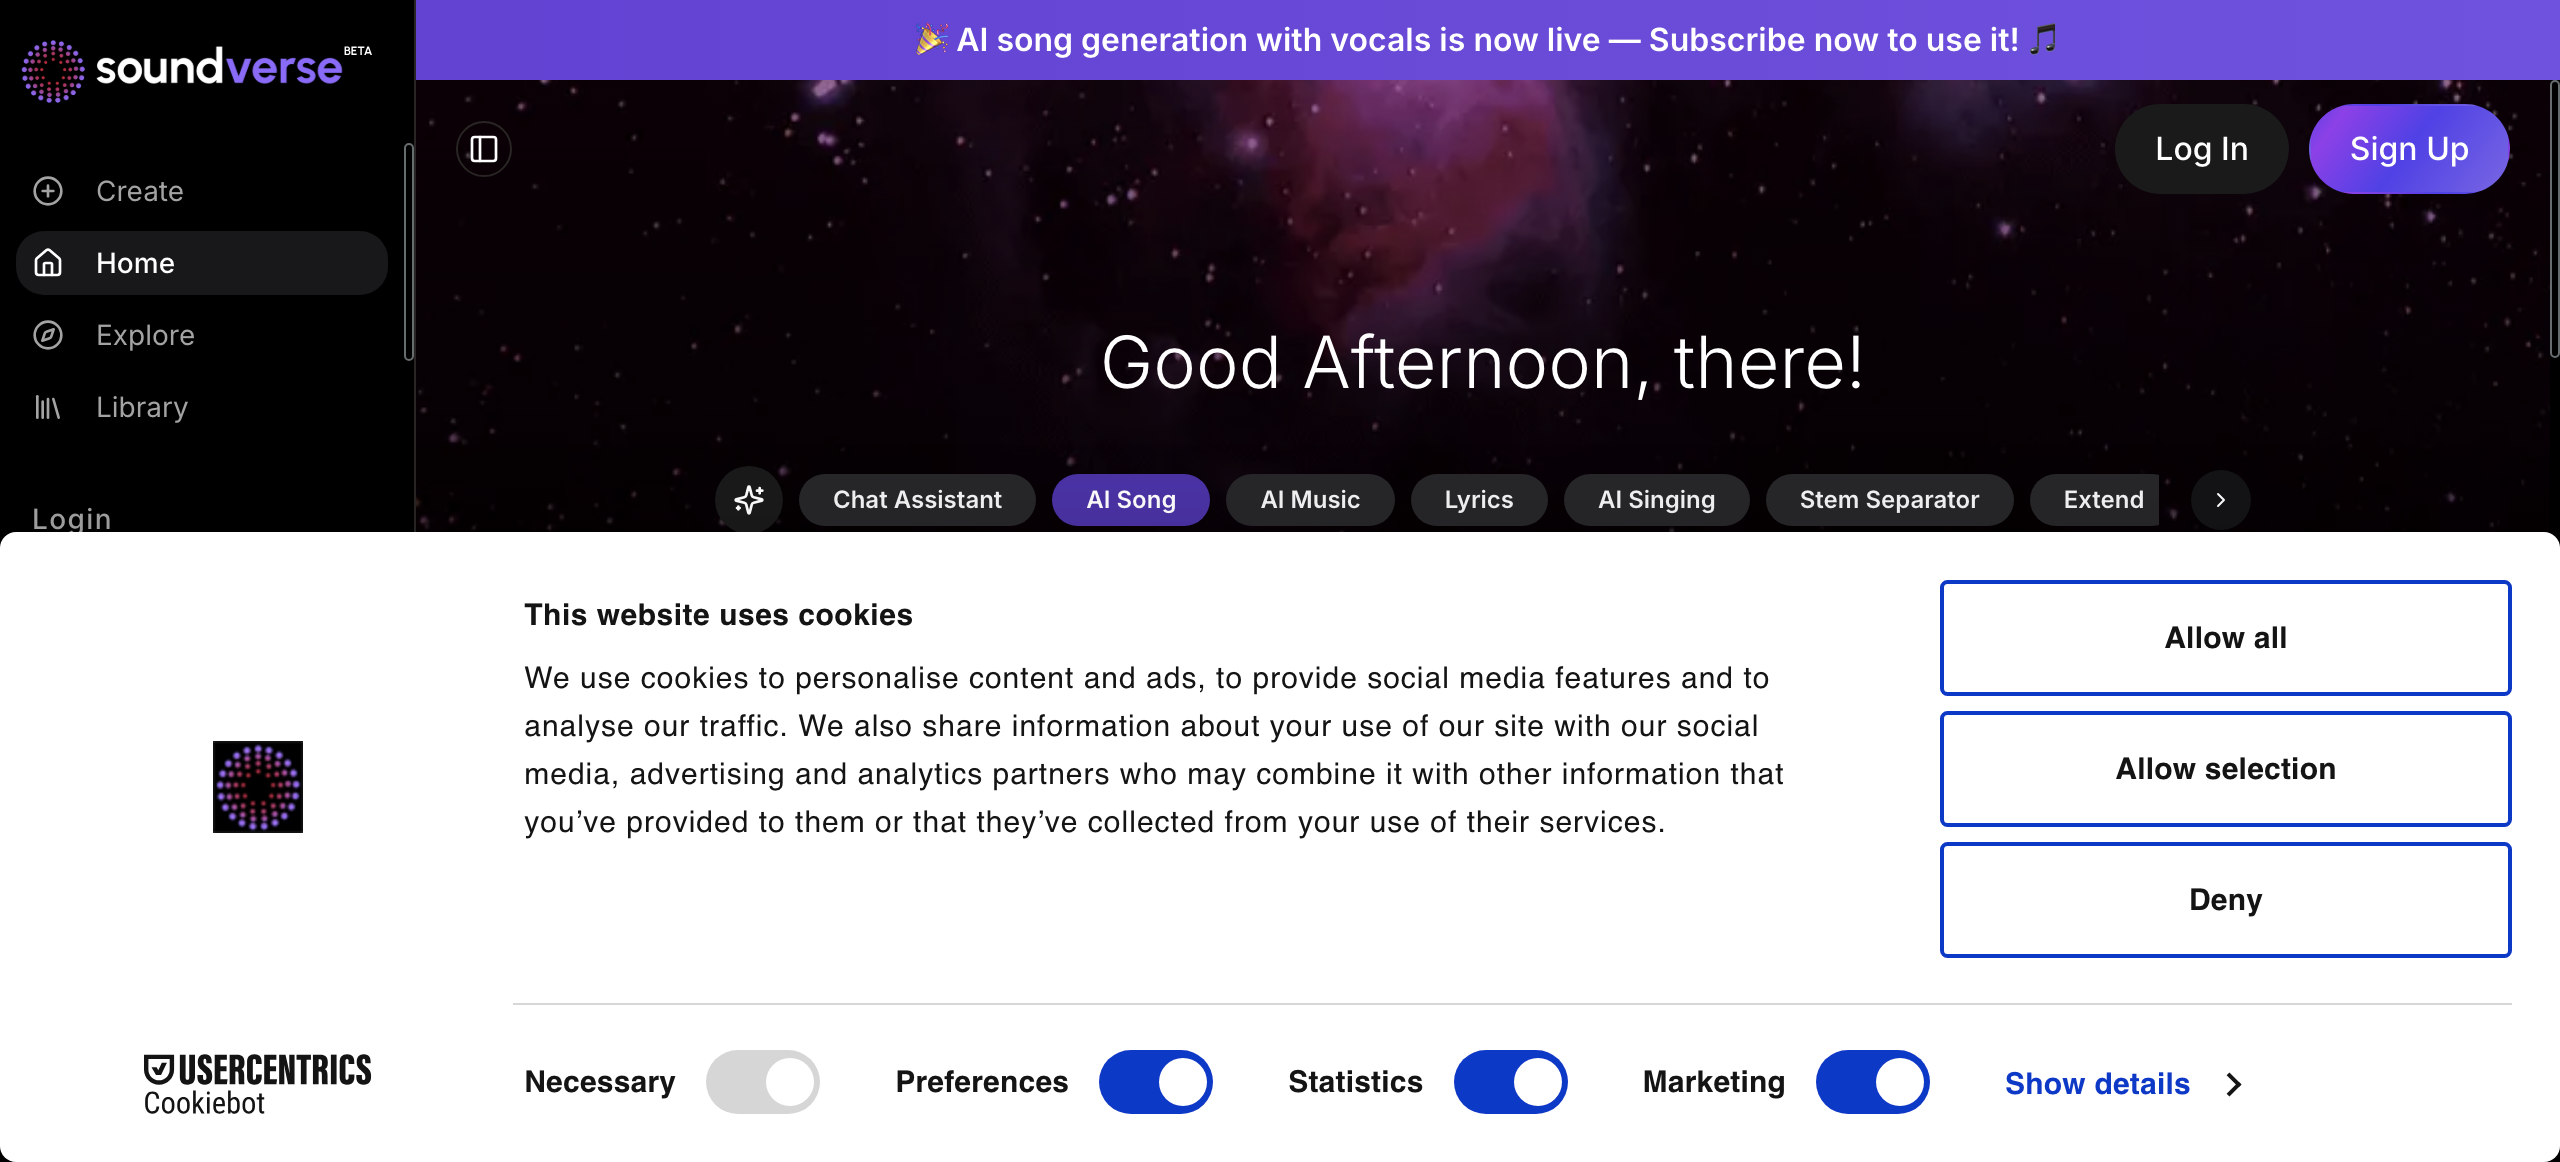 soundverse BETA
🎉 AI song generation with vocals is now live — Subscribe now to use it! 🎵
Log In
Sign Up
Create
Home
Explore
Library
Login
Good Afternoon, there!
Chat Assistant
AI Song
AI Music
Lyrics
AI Singing
Stem Separator
Extend
This website uses cookies
We use cookies to personalise content and ads, to provide social media features and to
analyse our traffic. We also share information about your use of our site with our social
media, advertising and analytics partners who may combine it with other information that
you’ve provided to them or that they’ve collected from your use of their services.
Allow all
Allow selection
Deny
USERCENTRICS
Cookiebot
Necessary
Preferences
Statistics
Marketing
Show details